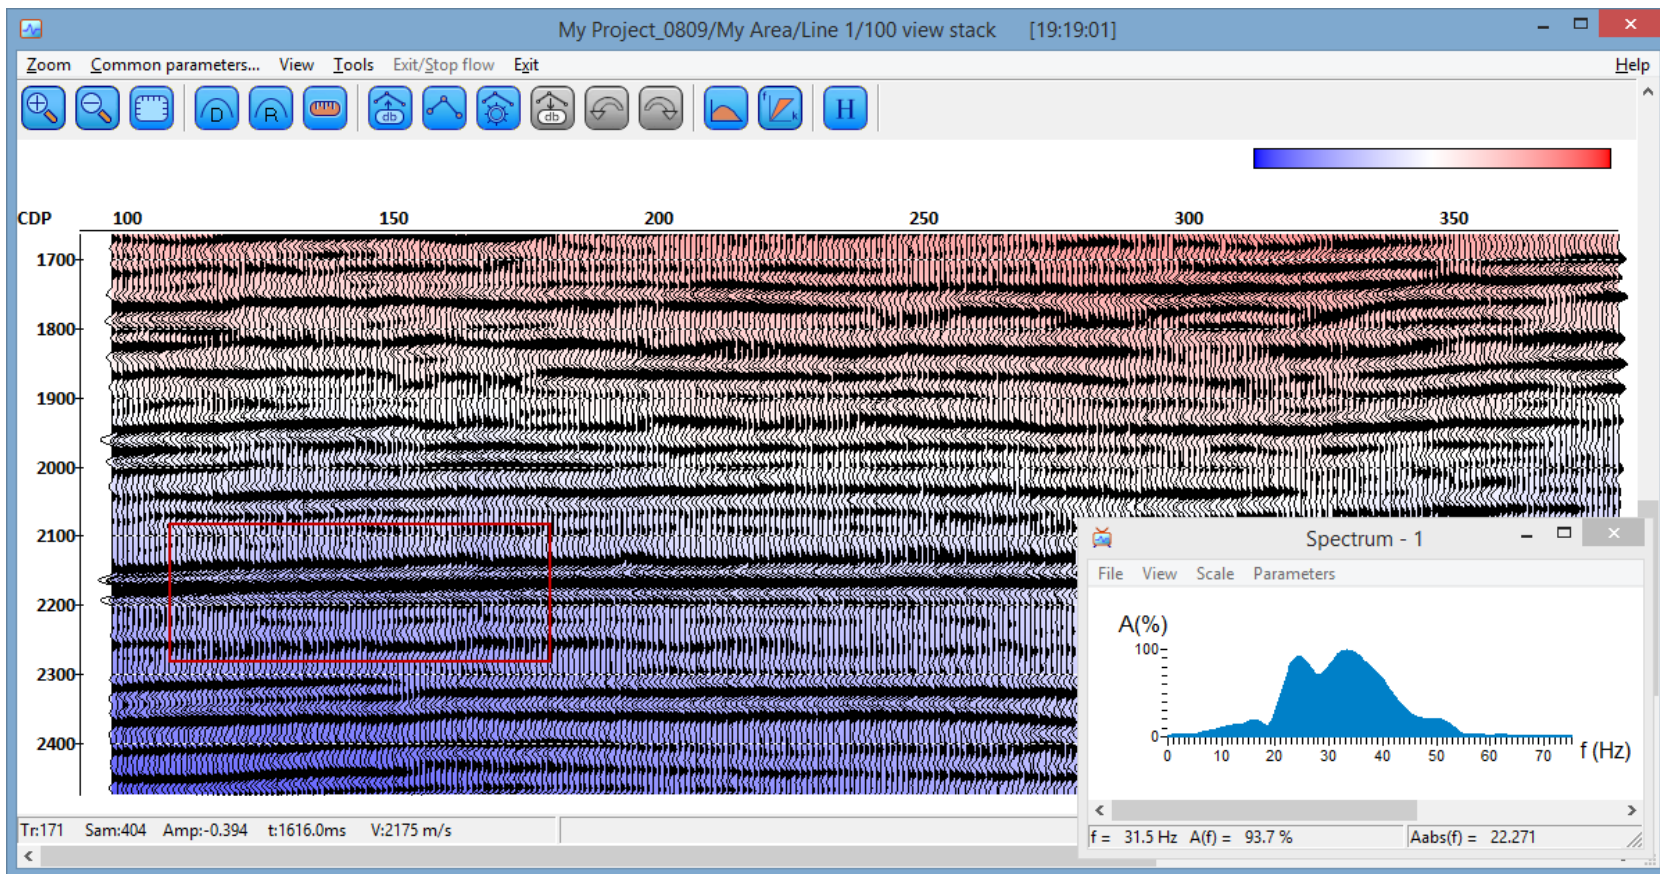 My Project_0809/My Area/Line 1/100 view stack [19:19:01]
Zoom Common parameters... View Tools Exit/Stop flow Exit Help
D R db db f k H
CDP 100 150 200 250 300 350
1700
1800
1900
2000
2100
2200
2300
2400
Spectrum - 1
File View Scale Parameters
A(%)
100
0
0 10 20 30 40 50 60 70 f (Hz)
f = 31.5 Hz A(f) = 93.7 % Aabs(f) = 22.271
Tr:171 Sam:404 Amp:-0.394 t:1616.0ms V:2175 m/s